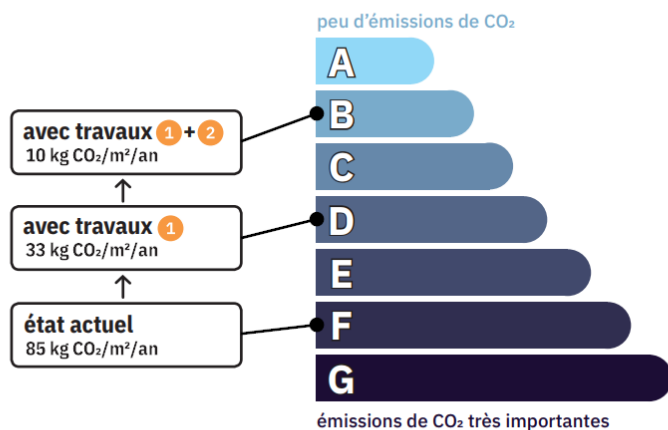 peu d'émissions de CO₂
A
avec travaux 1 + 2
10 kg CO₂/m²/an
B
C
avec travaux 1
33 kg CO₂/m²/an
D
E
état actuel
85 kg CO₂/m²/an
F
G
émissions de CO₂ très importantes